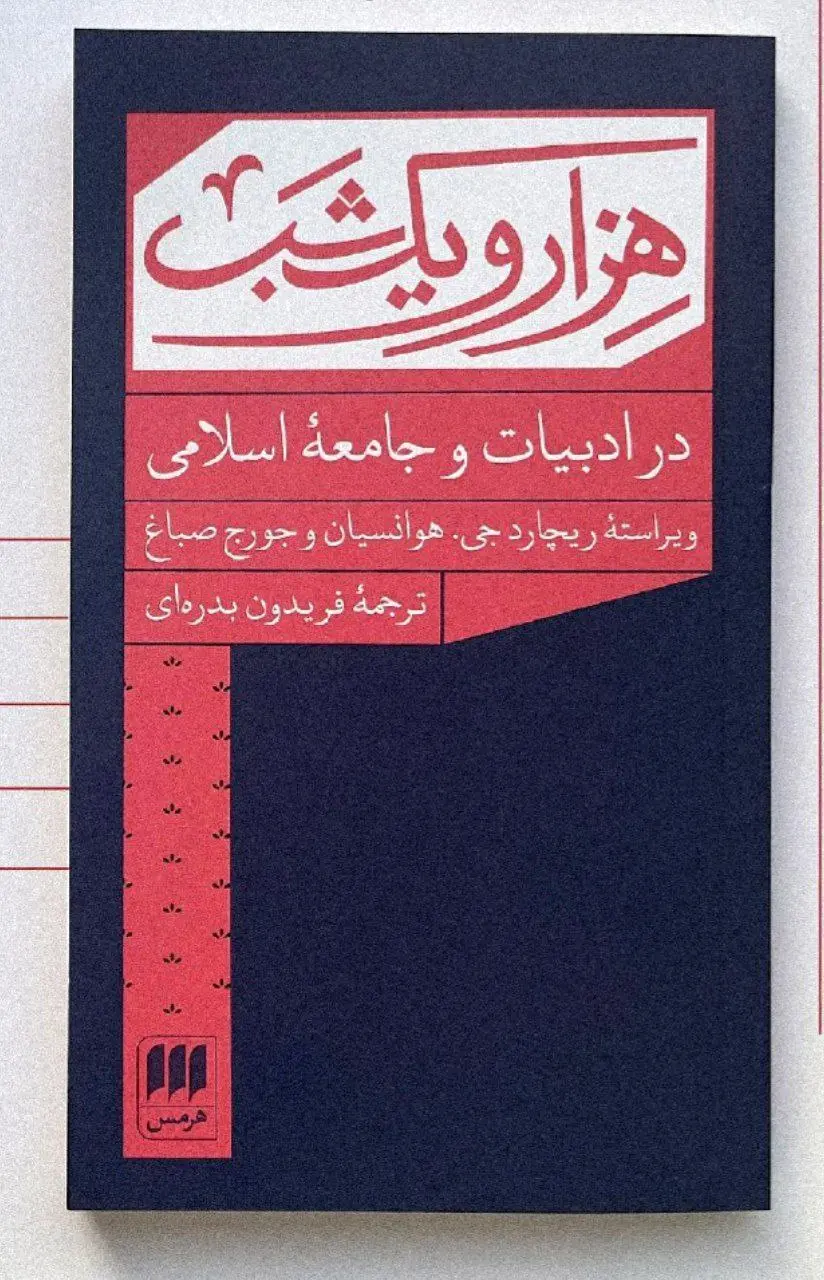 هزار و یک شب
در ادبیات و جامعهٔ اسلامی
ویراستهٔ ریچارد جی. هوانسیان و جورج صباغ
ترجمهٔ فریدون بدره‌ای
هرمس